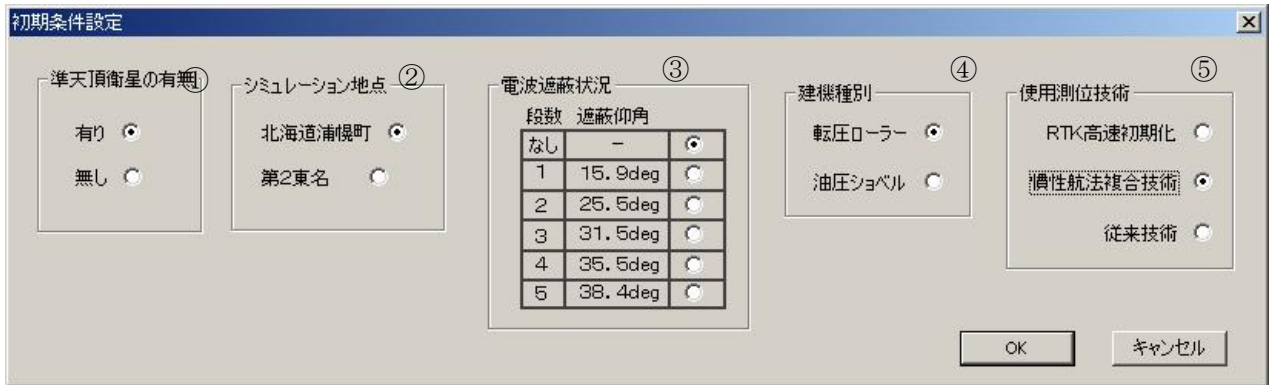 初期条件設定
準天頂衛星の有無①
有り
無し
シミュレーション地点 ②
北海道浦幌町
第2東名
電波遮蔽状況 ③
段数 遮蔽仰角
なし －
1 15.9deg
2 25.5deg
3 31.5deg
4 35.5deg
5 38.4deg
④
建機種別
転圧ローラー
油圧ショベル
⑤
使用測位技術
RTK高速初期化
慣性航法複合技術
従来技術
OK キャンセル